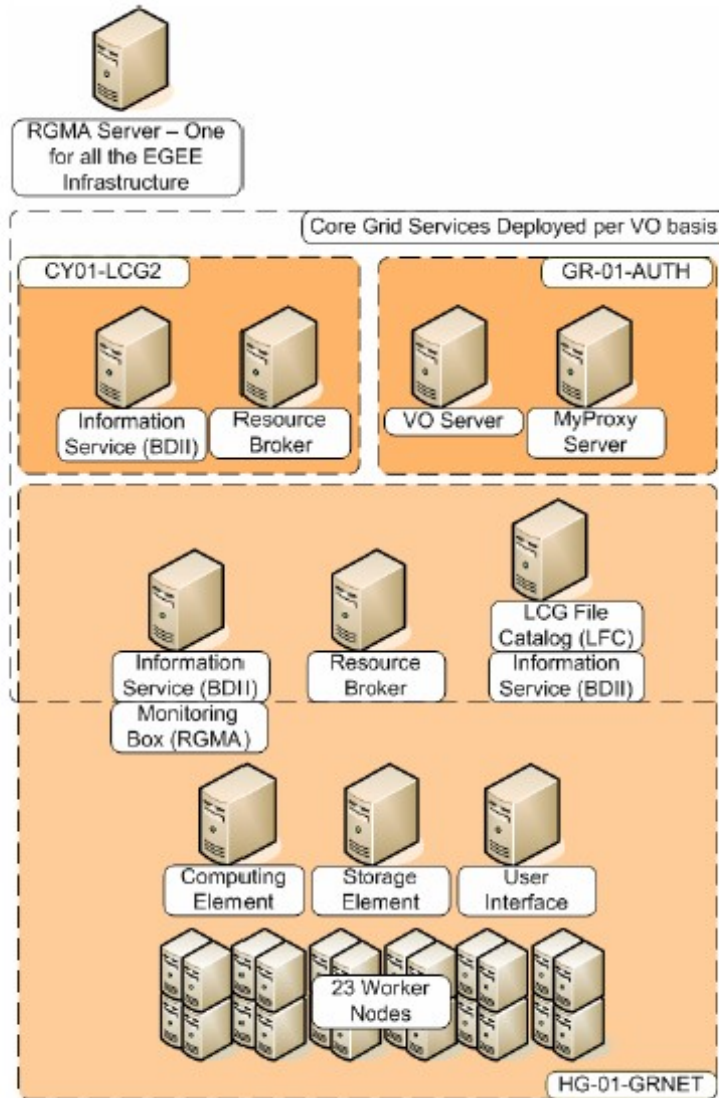 RGMA Server – One
for all the EGEE
Infrastructure
Core Grid Services Deployed per VO basis
CY01-LCG2
GR-01-AUTH
Information
Service (BDII)
Resource
Broker
VO Server
MyProxy
Server
Information
Service (BDII)
Monitoring
Box (RGMA)
Resource
Broker
LCG File
Catalog (LFC)
Information
Service (BDII)
Computing
Element
Storage
Element
User
Interface
23 Worker
Nodes
HG-01-GRNET